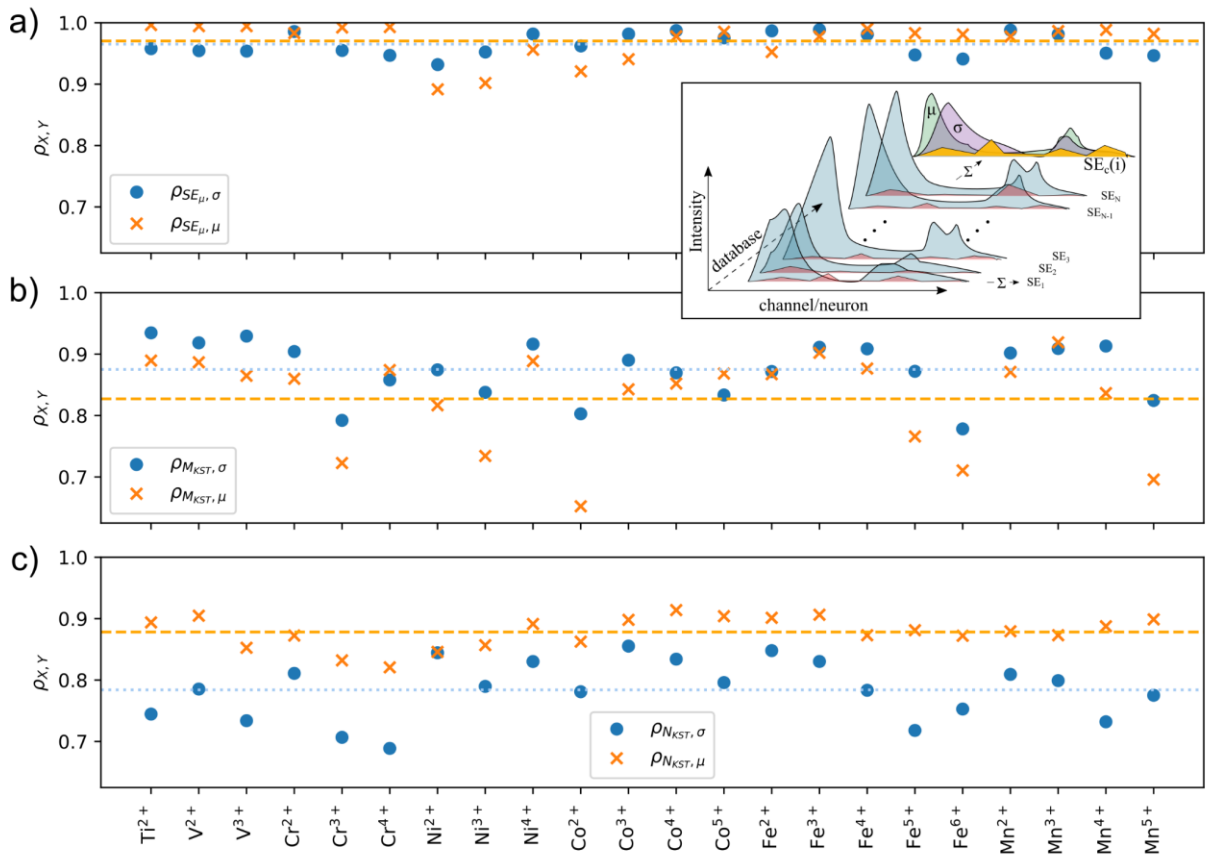 a)
1.0
0.9
0.8
0.7
ρX,Y
ρSEμ,σ
ρSEμ,μ
Intensity
database
channel/neuron
μ
σ
Σ
SEc(i)
SEN
SEN-1
SE3
SE2
Σ
SE1
b)
1.0
0.9
0.8
0.7
ρX,Y
ρMKST,σ
ρMKST,μ
c)
1.0
0.9
0.8
0.7
ρX,Y
ρNKST,σ
ρNKST,μ
Ti2+
V2+
V3+
Cr2+
Cr3+
Cr4+
Ni2+
Ni3+
Ni4+
Co2+
Co3+
Co4+
Co5+
Fe2+
Fe3+
Fe4+
Fe5+
Fe6+
Mn2+
Mn3+
Mn4+
Mn5+